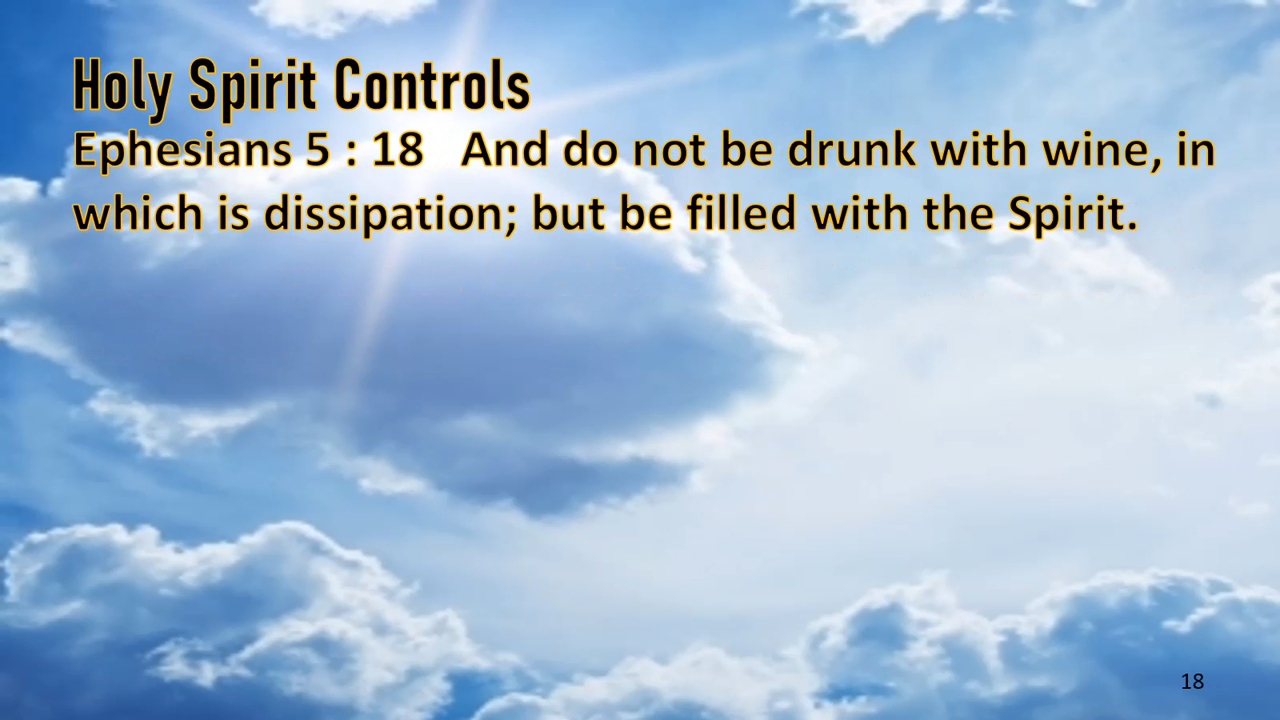 Holy Spirit Controls
Ephesians 5 : 18   And do not be drunk with wine, in
which is dissipation; but be filled with the Spirit.
18